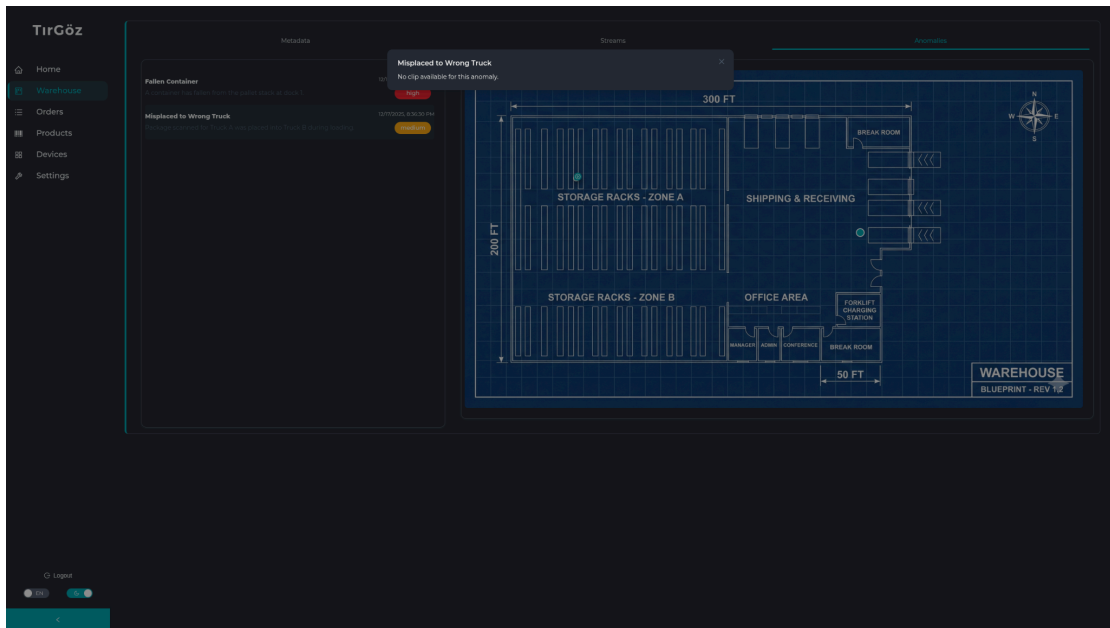 TırGöz
Home
Warehouse
Orders
Products
Devices
Settings
Logout
EN
Metadata
Streams
Anomalies
Misplaced to Wrong Truck
No clip available for this anomaly.
Fallen Container
high
Misplaced to Wrong Truck
12/17/2025, 8:36:30 PM
medium
300 FT
N
W E
S
BREAK ROOM
STORAGE RACKS - ZONE A
SHIPPING & RECEIVING
200 FT
STORAGE RACKS - ZONE B
OFFICE AREA
FORKLIFT
CHARGING
STATION
MANAGER
ADMIN
CONFERENCE
BREAK ROOM
50 FT
WAREHOUSE
BLUEPRINT - REV 1.2